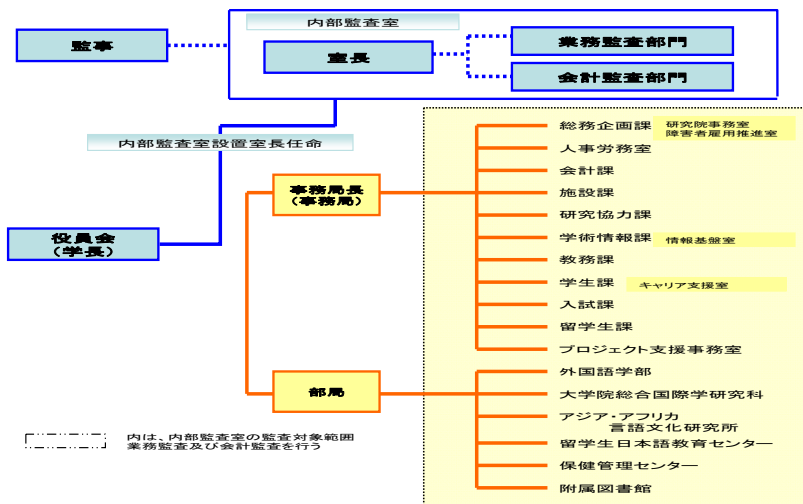 内部監査室
監事
室長
業務監査部門
会計監査部門
内部監査室設置室長任命
役員会
(学長)
事務局長
(事務局)
総務企画課
研究院事務室
障害者雇用推進室
人事労務室
会計課
施設課
研究協力課
学術情報課
情報基盤室
教務課
学生課
キャリア支援室
入試課
留学生課
プロジェクト支援事務室
部局
外国語学部
大学院総合国際学研究科
アジア・アフリカ
言語文化研究所
留学生日本語教育センター
保健管理センター
附属図書館
内は、内部監査室の監査対象範囲
業務監査及び会計監査を行う